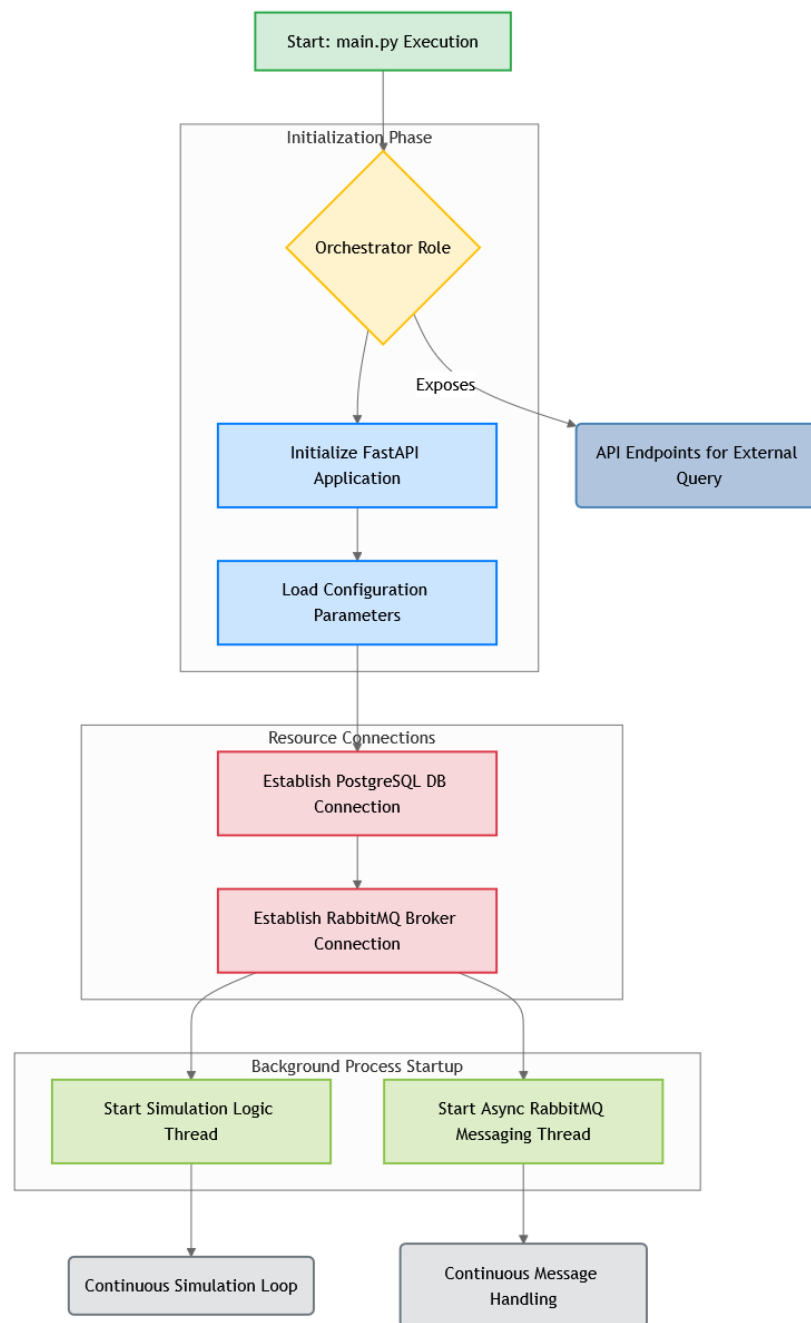 Start: main.py Execution
Initialization Phase
Orchestrator Role
Exposes
Initialize FastAPI
Application
API Endpoints for External
Query
Load Configuration
Parameters
Resource Connections
Establish PostgreSQL DB
Connection
Establish RabbitMQ Broker
Connection
Background Process Startup
Start Simulation Logic
Thread
Start Async RabbitMQ
Messaging Thread
Continuous Simulation Loop
Continuous Message
Handling